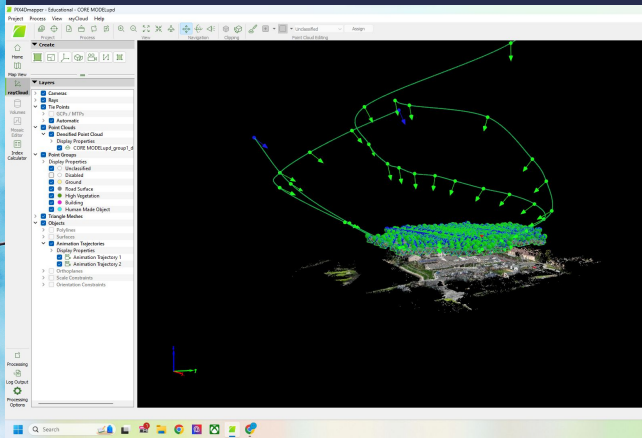 PIX4Dmapper - Educational - CORE MODEL.upd
Project Process View rayCloud Help
Project Process View Navigation Clipping Point Cloud Editing
Unclassified Assign
Home
Map View
rayCloud
Volumes
Mosaic Editor
Index Calculator
Create
Layers
Cameras
Rays
Tie Points
GCPs / MTPs
Automatic
Point Clouds
Densified Point Cloud
Display Properties
CORE MODELupd_group1_d
Point Groups
Display Properties
Unclassified
Disabled
Ground
Road Surface
High Vegetation
Building
Human Made Object
Triangle Meshes
Objects
Polylines
Surfaces
Animation Trajectories
Display Properties
Animation Trajectory 1
Animation Trajectory 2
Orthoplanes
Scale Constraints
Orientation Constraints
Processing
Log Output
Processing Options
Search